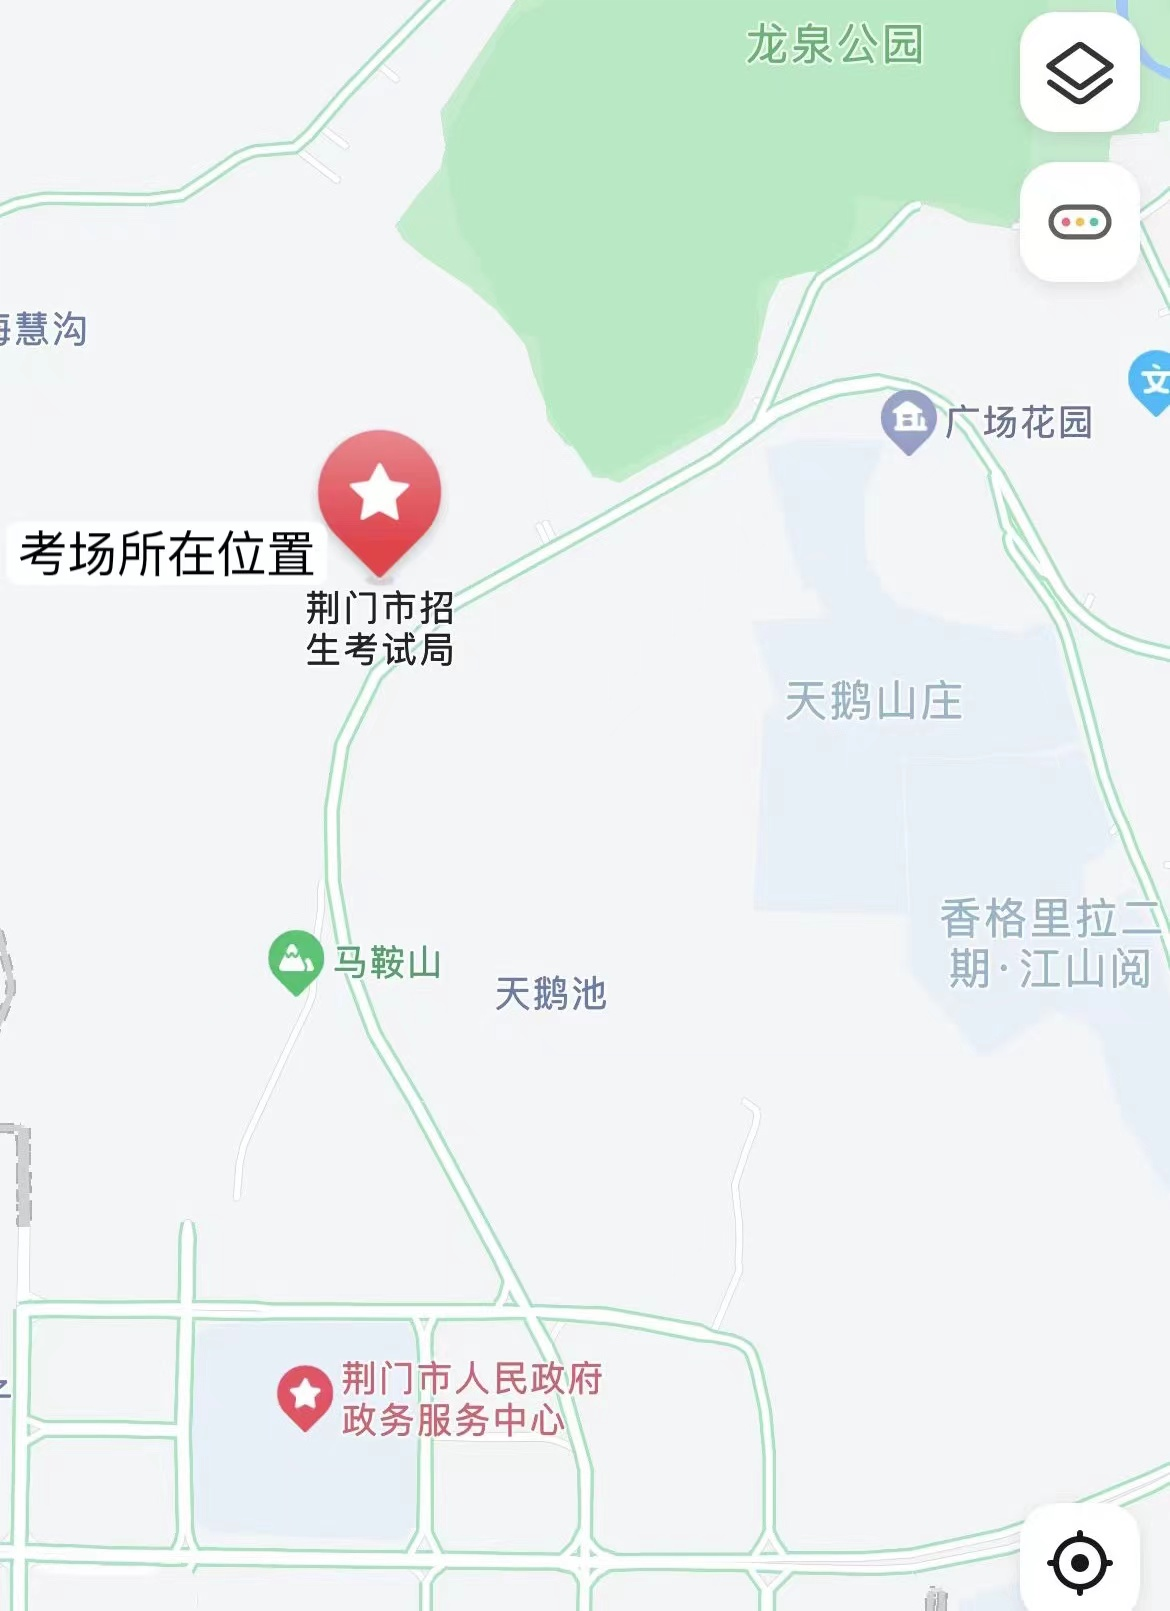 龙泉公园
慧沟
广场花园
文
考场所在位置
荆门市招
生考试局
天鹅山庄
香格里拉二
期·江山阅
马鞍山
天鹅池
荆门市人民政府
政务服务中心